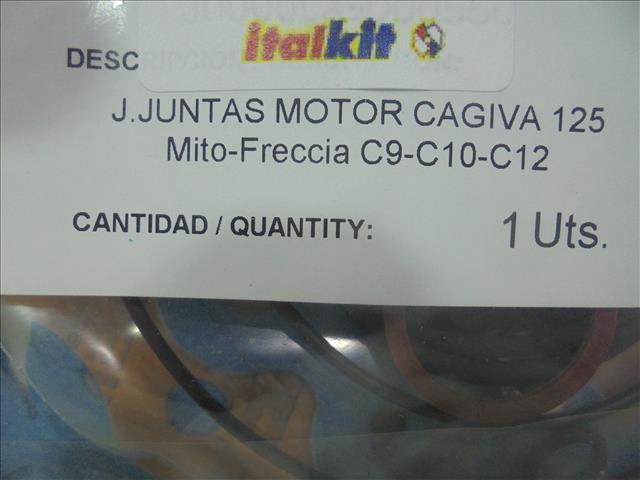 italkit
DESC
J.JUNTAS MOTOR CAGIVA 125
Mito-Freccia C9-C10-C12
CANTIDAD / QUANTITY: 1 Uts.